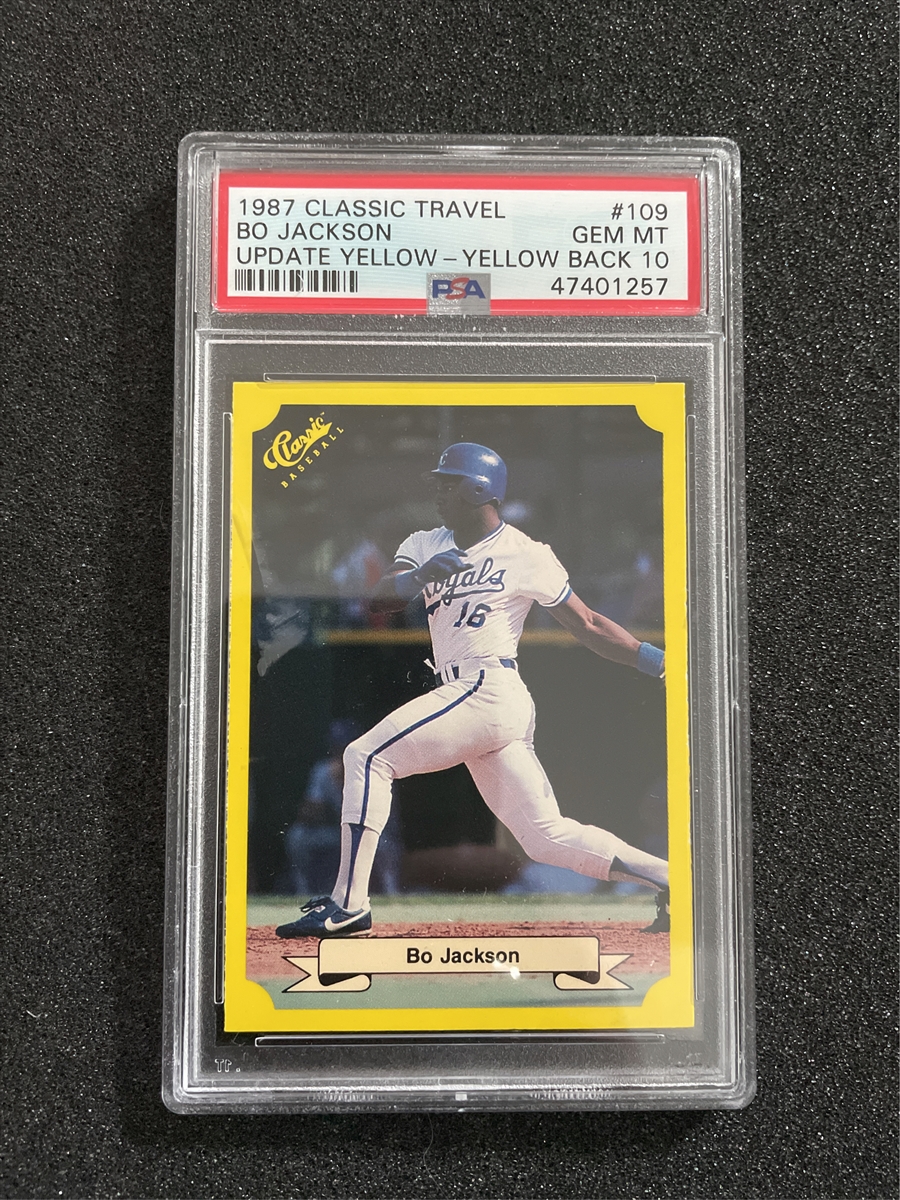 1987 CLASSIC TRAVEL #109
BO JACKSON GEM MT
UPDATE YELLOW – YELLOW BACK 10
PSA 47401257
Classic™
BASEBALL
Royals
16
Bo Jackson